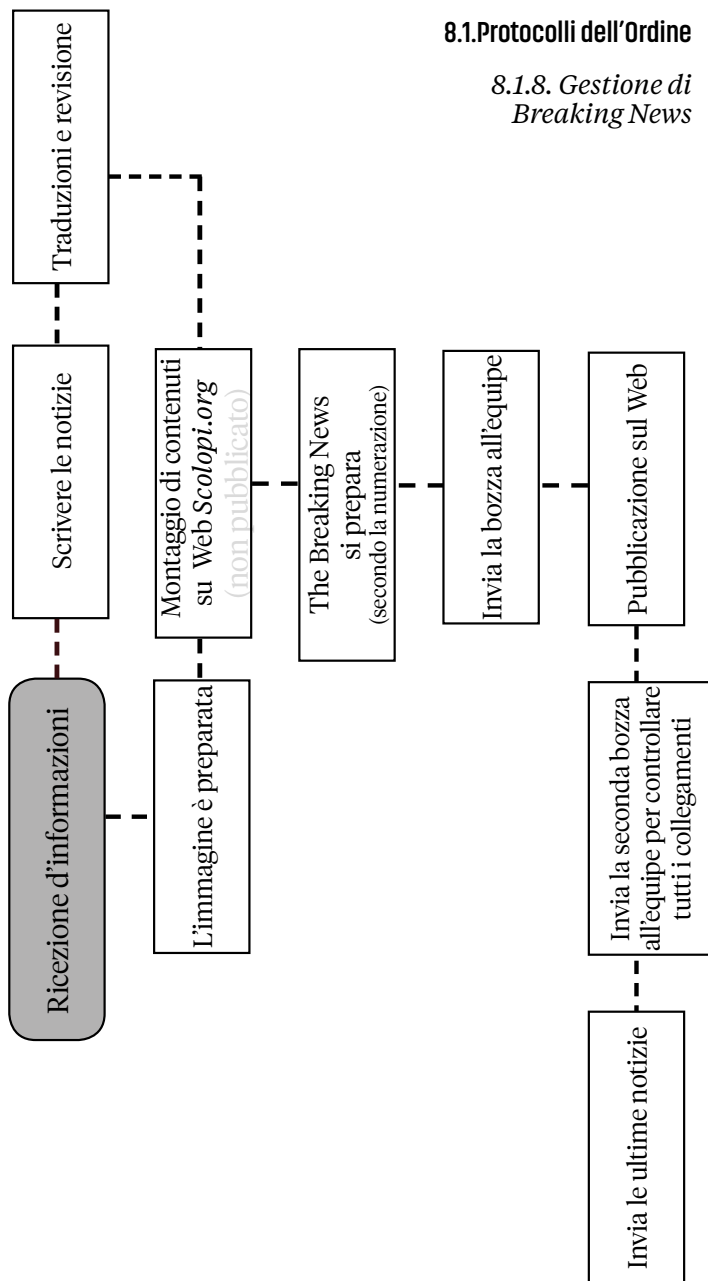 8.1.Protocolli dell'Ordine
8.1.8. Gestione di
Breaking News
Ricezione d'informazioni
Scrivere le notizie
Traduzioni e revisione
L'immagine è preparata
Montaggio di contenuti
su Web Scolopi.org
(non pubblicato)
The Breaking News
si prepara
(secondo la numerazione)
Invia la bozza all'equipe
Pubblicazione sul Web
Invia la seconda bozza
all'equipe per controllare
tutti i collegamenti
Invia le ultime notizie